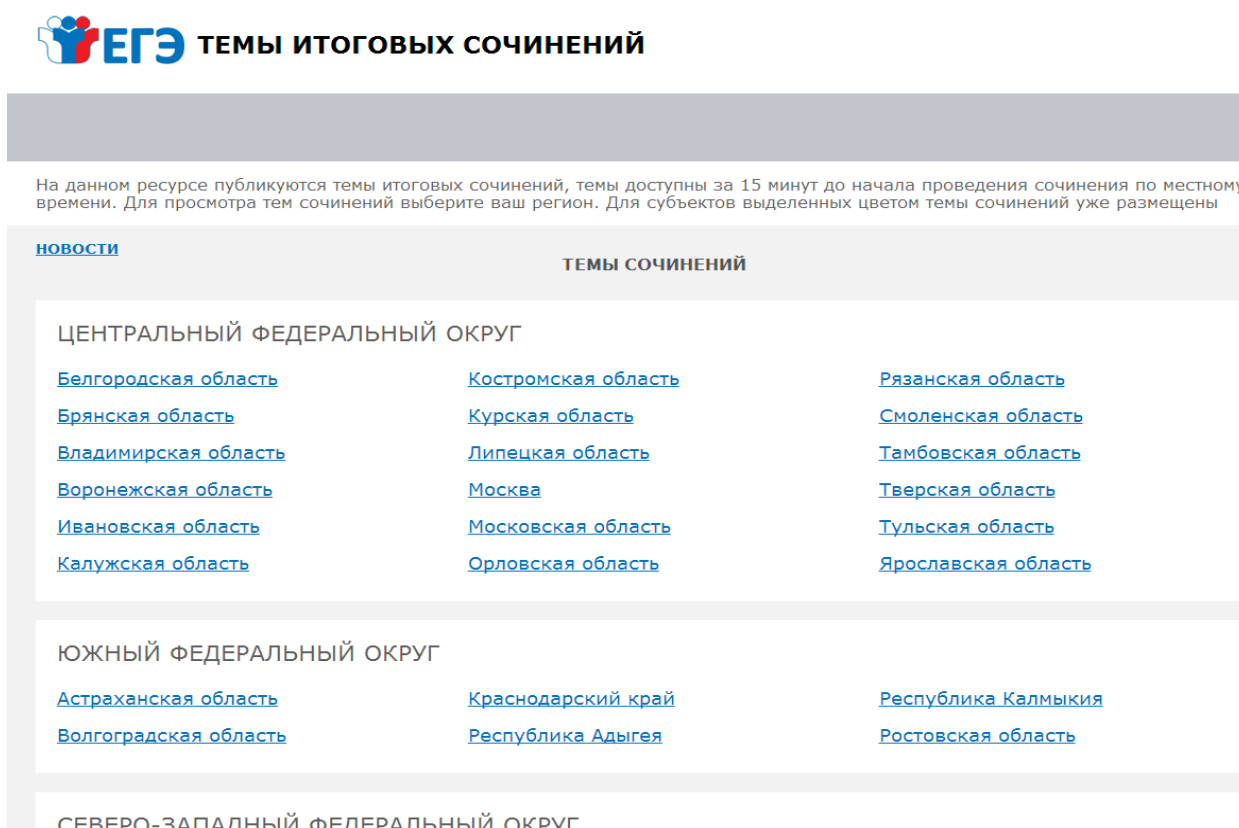 ЕГЭ ТЕМЫ ИТОГОВЫХ СОЧИНЕНИЙ
На данном ресурсе публикуются темы итоговых сочинений, темы доступны за 15 минут до начала проведения сочинения по местному
времени. Для просмотра тем сочинений выберите ваш регион. Для субъектов выделенных цветом темы сочинений уже размещены
НОВОСТИ
ТЕМЫ СОЧИНЕНИЙ
ЦЕНТРАЛЬНЫЙ ФЕДЕРАЛЬНЫЙ ОКРУГ
Белгородская область Костромская область Рязанская область
Брянская область Курская область Смоленская область
Владимирская область Липецкая область Тамбовская область
Воронежская область Москва Тверская область
Ивановская область Московская область Тульская область
Калужская область Орловская область Ярославская область
ЮЖНЫЙ ФЕДЕРАЛЬНЫЙ ОКРУГ
Астраханская область Краснодарский край Республика Калмыкия
Волгоградская область Республика Адыгея Ростовская область
СЕВЕРО-ЗАПАДНЫЙ ФЕДЕРАЛЬНЫЙ ОКРУГ